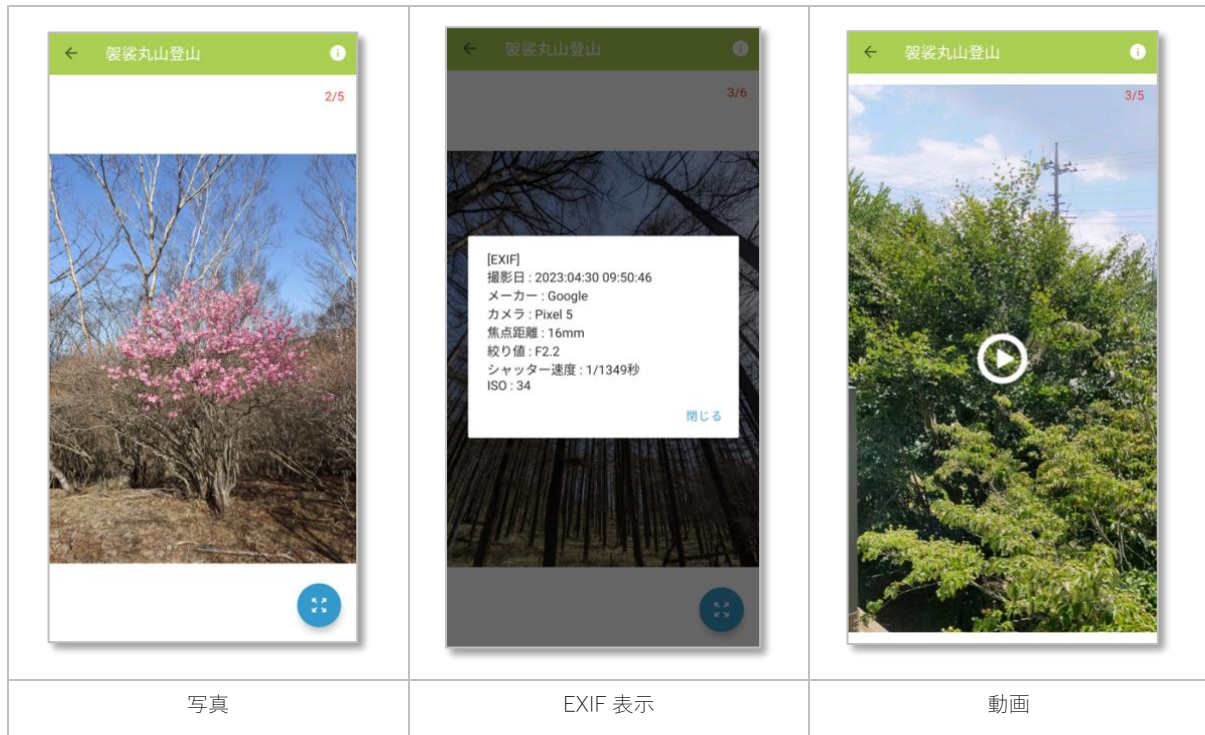 袈裟丸山登山
2/5
写真
袈裟丸山登山
3/6
[EXIF]
撮影日 : 2023:04:30 09:50:46
メーカー : Google
カメラ : Pixel 5
焦点距離 : 16mm
絞り値 : F2.2
シャッター速度 : 1/1349秒
ISO : 34
閉じる
EXIF 表示
袈裟丸山登山
3/5
動画